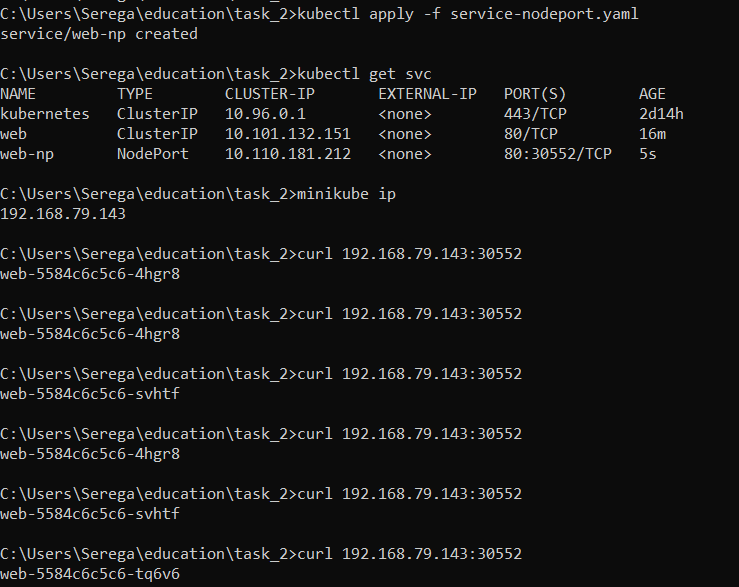 C:\Users\Serega\education\task_2>kubectl apply -f service-nodeport.yaml
service/web-np created
C:\Users\Serega\education\task_2>kubectl get svc
NAME         TYPE        CLUSTER-IP       EXTERNAL-IP   PORT(S)        AGE
kubernetes   ClusterIP   10.96.0.1        <none>        443/TCP        2d14h
web          ClusterIP   10.101.132.151   <none>        80/TCP         16m
web-np       NodePort    10.110.181.212   <none>        80:30552/TCP   5s
C:\Users\Serega\education\task_2>minikube ip
192.168.79.143
C:\Users\Serega\education\task_2>curl 192.168.79.143:30552
web-5584c6c5c6-4hgr8
C:\Users\Serega\education\task_2>curl 192.168.79.143:30552
web-5584c6c5c6-4hgr8
C:\Users\Serega\education\task_2>curl 192.168.79.143:30552
web-5584c6c5c6-svhtf
C:\Users\Serega\education\task_2>curl 192.168.79.143:30552
web-5584c6c5c6-4hgr8
C:\Users\Serega\education\task_2>curl 192.168.79.143:30552
web-5584c6c5c6-svhtf
C:\Users\Serega\education\task_2>curl 192.168.79.143:30552
web-5584c6c5c6-tq6v6